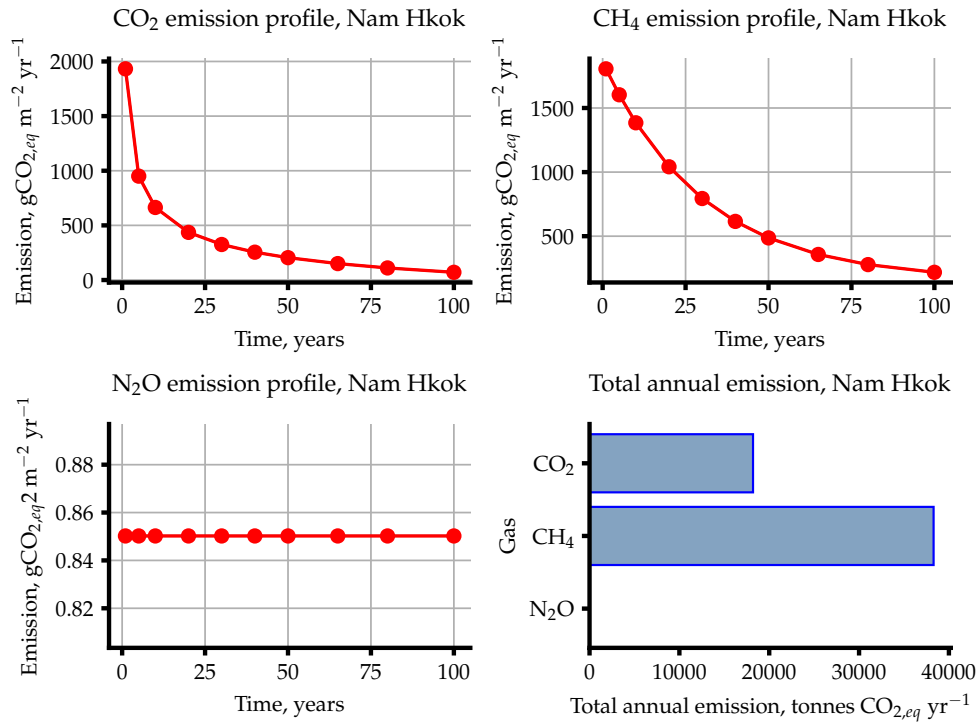 CO₂ emission profile, Nam Hkok
Emission, gCO₂,eq m⁻² yr⁻¹
2000
1500
1000
500
0
0 25 50 75 100
Time, years
CH₄ emission profile, Nam Hkok
Emission, gCO₂,eq m⁻² yr⁻¹
1500
1000
500
0 25 50 75 100
Time, years
N₂O emission profile, Nam Hkok
Emission, gCO₂,eq2 m⁻² yr⁻¹
0.88
0.86
0.84
0.82
0 25 50 75 100
Time, years
Total annual emission, Nam Hkok
Gas
CO₂
CH₄
N₂O
0 10000 20000 30000 40000
Total annual emission, tonnes CO₂,eq yr⁻¹